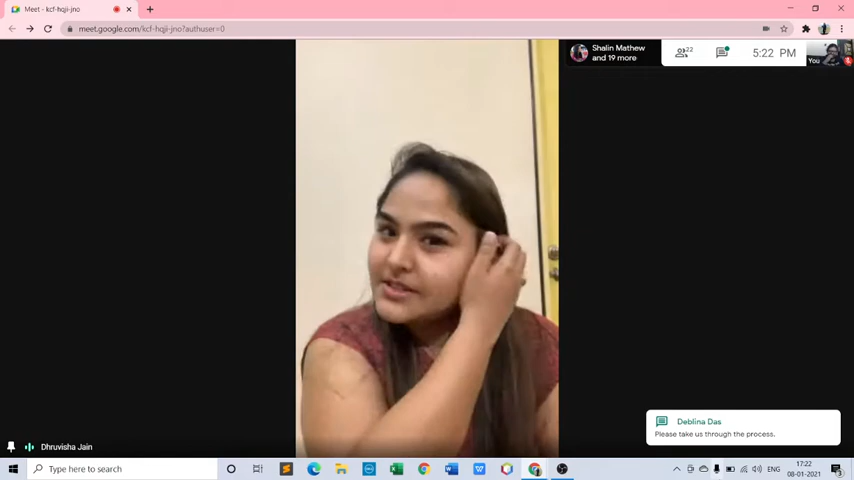 Meet - kcf-hqji-jno
meet.google.com/kcf-hqji-jno?authuser=0
Shalin Mathew
and 19 more
22
5:22 PM
You
Deblina Das
Please take us through the process.
Dhruvisha Jain
Type here to search
ENG
17:22
08-01-2021
3